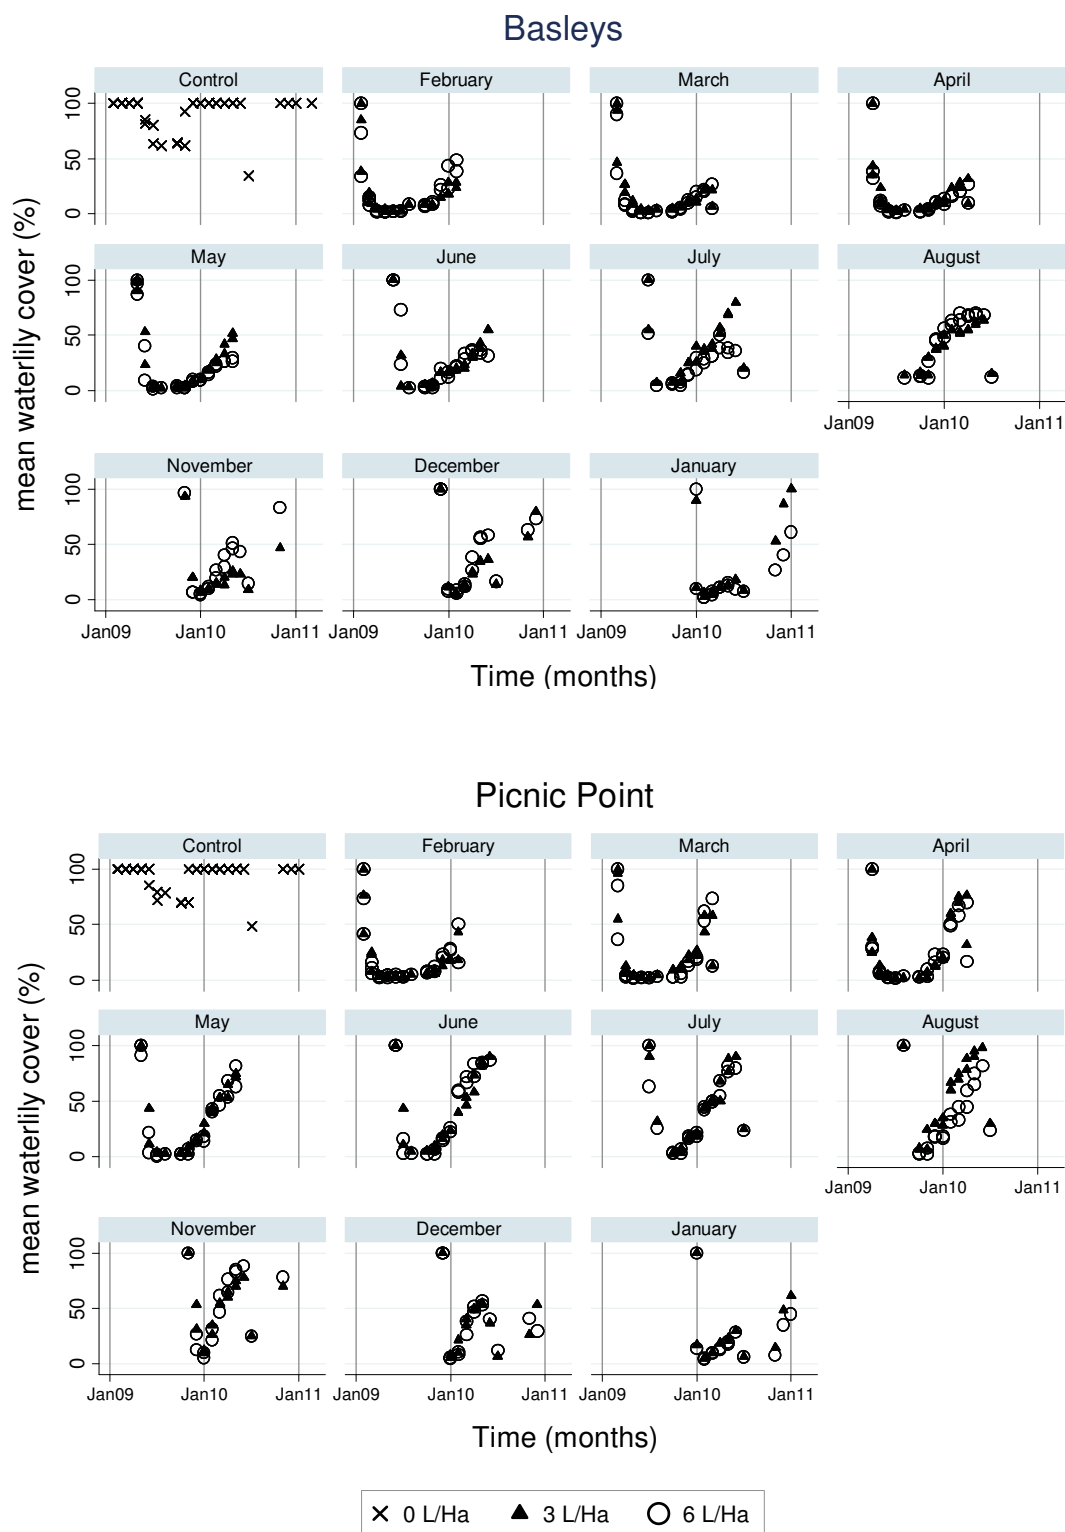 Basleys
Control February March April
100
50
0
May June July August
100
50
0
Jan09 Jan10 Jan11
November December January
100
50
0
Jan09 Jan10 Jan11 Jan09 Jan10 Jan11 Jan09 Jan10 Jan11
mean waterlily cover (%)
Time (months)
Picnic Point
Control February March April
100
50
0
May June July August
100
50
0
Jan09 Jan10 Jan11
November December January
100
50
0
Jan09 Jan10 Jan11 Jan09 Jan10 Jan11 Jan09 Jan10 Jan11
mean waterlily cover (%)
Time (months)
0 L/Ha 3 L/Ha 6 L/Ha